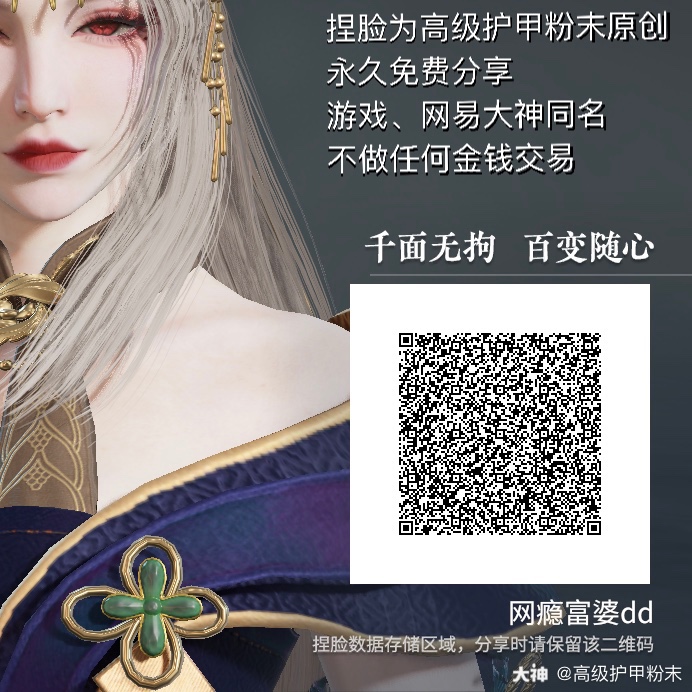 捏脸为高级护甲粉末原创
永久免费分享
游戏、网易大神同名
不做任何金钱交易
千面无拘 百变随心
网瘾富婆dd
捏脸数据存储区域，分享时请保留该二维码
大神 @高级护甲粉末